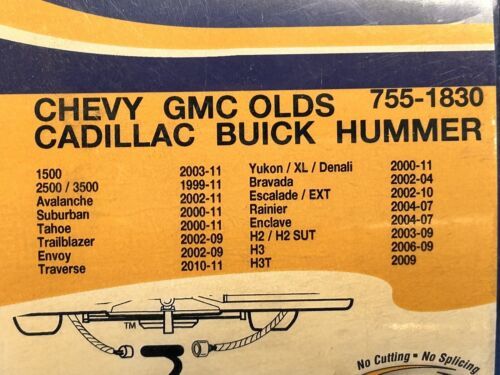 CHEVY GMC OLDS 755-1830
CADILLAC BUICK HUMMER
1500 2003-11
2500 / 3500 1999-11
Avalanche 2002-11
Suburban 2000-11
Tahoe 2000-11
Trailblazer 2002-09
Envoy 2002-09
Traverse 2010-11
Yukon / XL / Denali 2000-11
Bravada 2002-04
Escalade / EXT 2002-10
Rainier 2004-07
Enclave 2004-07
H2 / H2 SUT 2003-09
H3 2006-09
H3T 2009
TM
No Cutting • No Splicing